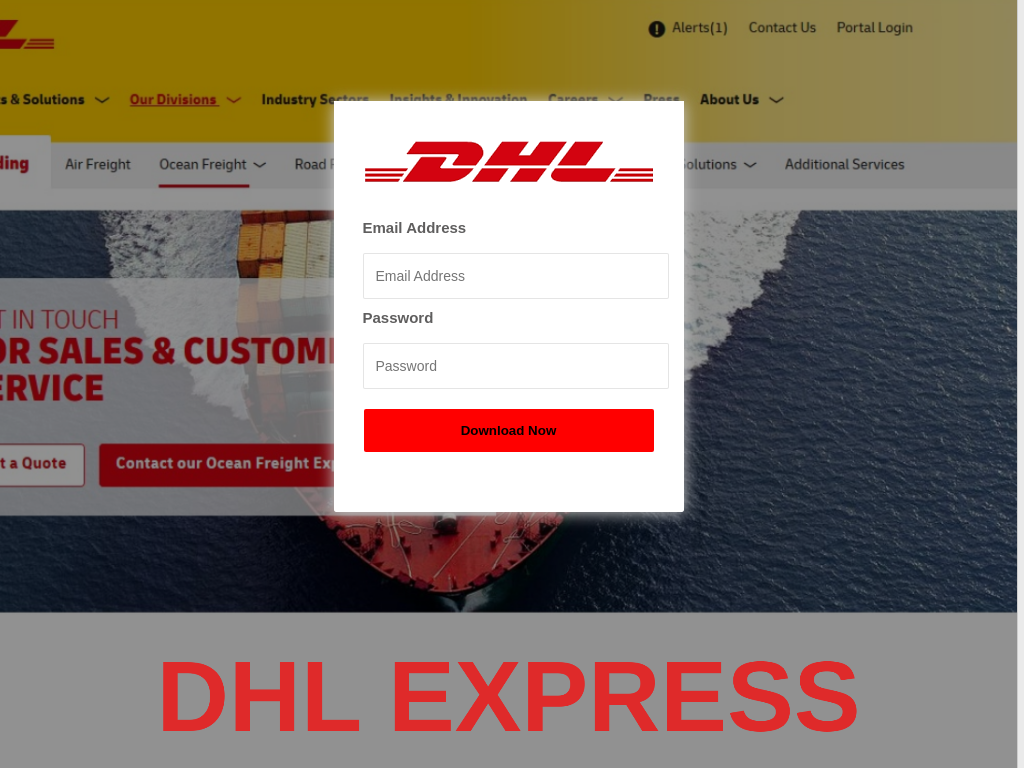 Alerts(1) Contact Us Portal Login
s & Solutions Our Divisions Industry Sectors Insights & Innovation Careers Press About Us
ding Air Freight Ocean Freight Road F olutions Additional Services
DHL
Email Address
Email Address
Password
Password
Download Now
T IN TOUCH
OR SALES & CUSTOM
ERVICE
t a Quote Contact our Ocean Freight Exp
DHL EXPRESS